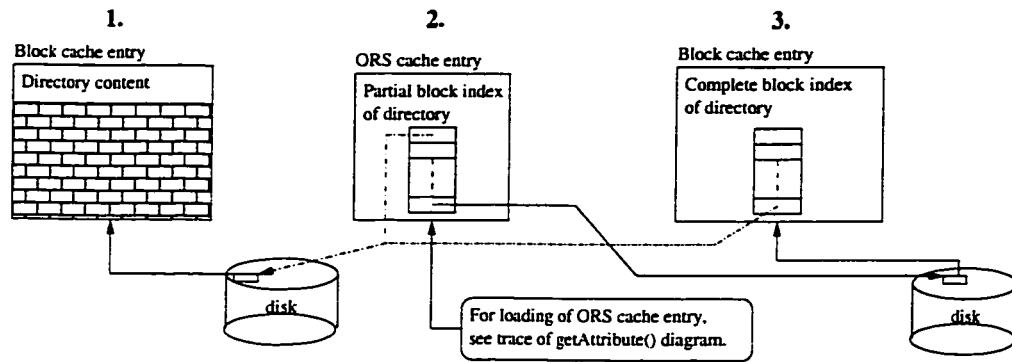 1.
2.
3.
Block cache entry
Directory content
ORS cache entry
Partial block index
of directory
Block cache entry
Complete block index
of directory
disk
For loading of ORS cache entry,
see trace of getAttribute() diagram.
disk